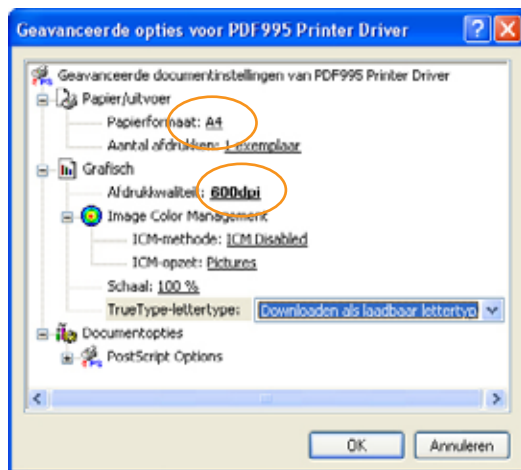 Geavanceerde opties voor PDF995 Printer Driver
Geavanceerde documentinstellingen van PDF995 Printer Driver
Papier/uitvoer
Papierformaat: A4
Aantal afdrukken: 1 exemplaar
Grafisch
Afdrukkwaliteit: 600dpi
Image Color Management
ICM-methode: ICM Disabled
ICM-opzet: Pictures
Schaal: 100 %
TrueType-lettertype: Downloaden als laadbaar lettertyp
Documentopties
PostScript Options
OK Annuleren